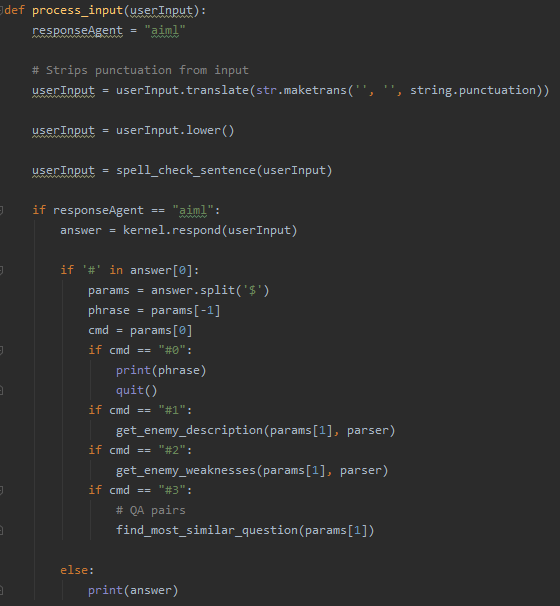 def process_input(userInput):
    responseAgent = "aiml"
    # Strips punctuation from input
    userInput = userInput.translate(str.maketrans('', '', string.punctuation))
    userInput = userInput.lower()
    userInput = spell_check_sentence(userInput)
    if responseAgent == "aiml":
        answer = kernel.respond(userInput)
        if '#' in answer[0]:
            params = answer.split('$')
            phrase = params[-1]
            cmd = params[0]
            if cmd == "#0":
                print(phrase)
                quit()
            if cmd == "#1":
                get_enemy_description(params[1], parser)
            if cmd == "#2":
                get_enemy_weaknesses(params[1], parser)
            if cmd == "#3":
                # QA pairs
                find_most_similar_question(params[1])
        else:
            print(answer)